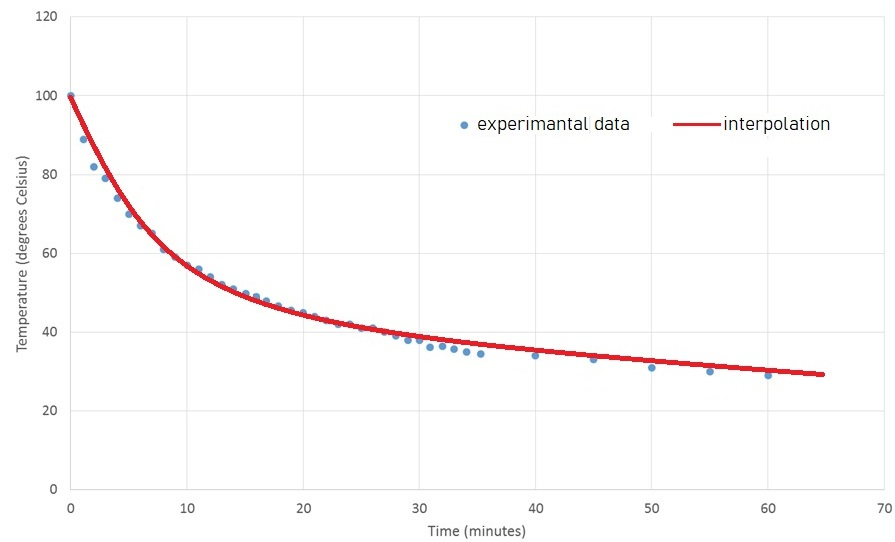 120
100
80
60
40
20
0
Temperature (degrees Celsius)
experimantal data interpolation
0 10 20 30 40 50 60 70
Time (minutes)